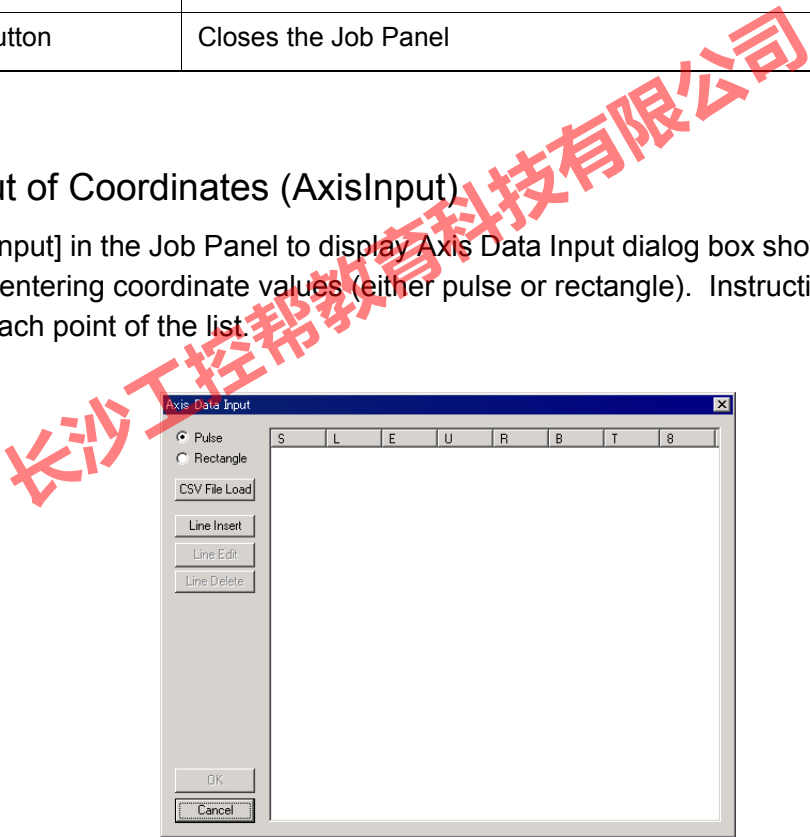 utton Closes the Job Panel
ut of Coordinates (AxisInput)
nput] in the Job Panel to display Axis Data Input dialog box sho
entering coordinate values (either pulse or rectangle). Instructi
ach point of the list.
长沙工控帮教育科技有限公司
Axis Data Input
Pulse S L E U R B T 8
Rectangle
CSV File Load
Line Insert
Line Edit
Line Delete
OK
Cancel